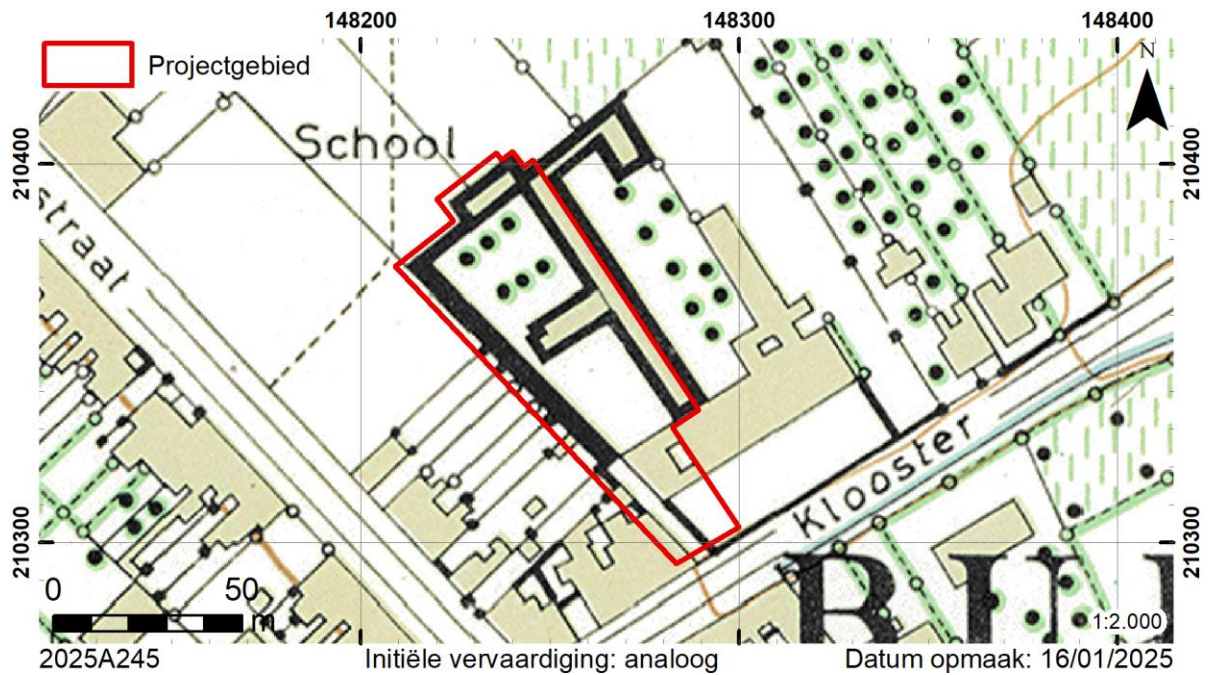 148200 148300 148400
Projectgebied
N
School
210400 210400
straat
Klooster
210300 210300
0 50
m
1:2.000
2025A245 Initiële vervaardiging: analoog Datum opmaak: 16/01/2025